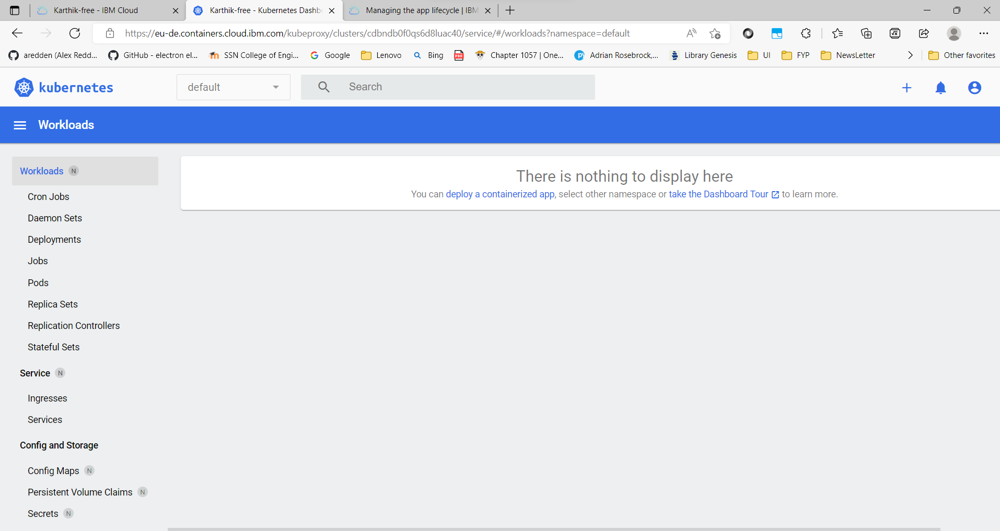 Karthik-free - IBM Cloud
Karthik-free - Kubernetes Dashb
Managing the app lifecycle | IBM
https://eu-de.containers.cloud.ibm.com/kubeproxy/clusters/cdbndb0f0qs6d8luac40/service/#/workloads?namespace=default
aredden (Alex Redd...
GitHub - electron el...
SSN College of Engi...
Google
Lenovo
Bing
PDF
Chapter 1057 | One...
Adrian Rosebrock,...
Library Genesis
UI
FYP
NewsLetter
Other favorites
kubernetes
default
Search
Workloads
Workloads N
Cron Jobs
Daemon Sets
Deployments
Jobs
Pods
Replica Sets
Replication Controllers
Stateful Sets
Service N
Ingresses
Services
Config and Storage
Config Maps N
Persistent Volume Claims N
Secrets N
There is nothing to display here
You can deploy a containerized app, select other namespace or take the Dashboard Tour to learn more.